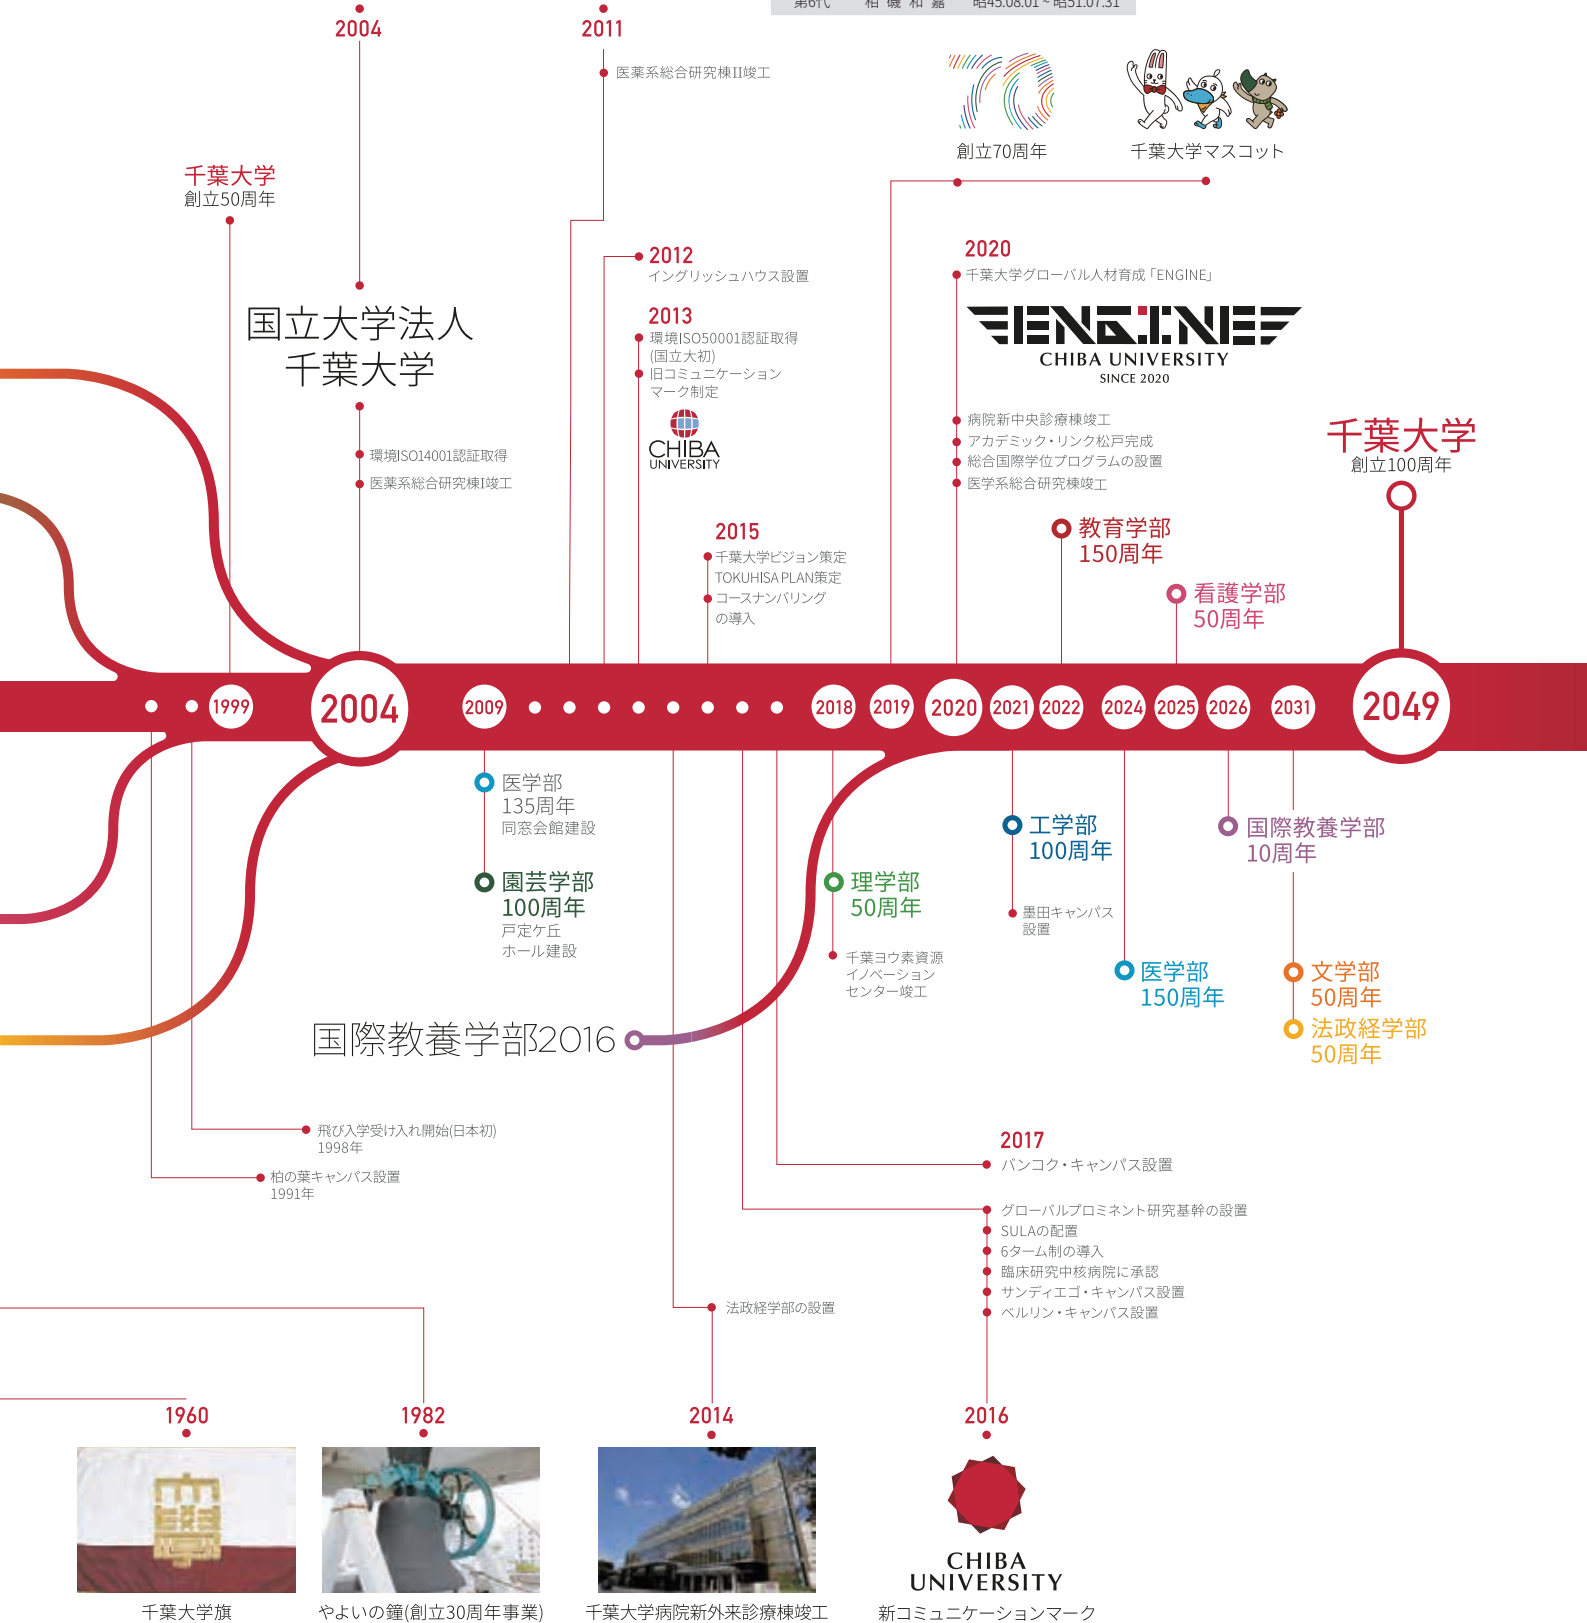 第6代 相磯和嘉 昭45.08.01～昭51.07.31
2004
2011
医薬系総合研究棟II竣工
70
創立70周年
千葉大学マスコット
千葉大学
創立50周年
国立大学法人
千葉大学
環境ISO14001認証取得
医薬系総合研究棟I竣工
2012
イングリッシュハウス設置
2013
環境ISO50001認証取得
(国立大初)
旧コミュニケーション
マーク制定
CHIBA
UNIVERSITY
2015
千葉大学ビジョン策定
TOKUHISA PLAN策定
コースナンバリング
の導入
2020
千葉大学グローバル人材育成「ENGINE」
ENGINE
CHIBA UNIVERSITY
SINCE 2020
病院新中央診療棟竣工
アカデミック・リンク松戸完成
総合国際学位プログラムの設置
医学系総合研究棟竣工
教育学部
150周年
看護学部
50周年
千葉大学
創立100周年
1999
2004
2009
2018
2019
2020
2021
2022
2024
2025
2026
2031
2049
医学部
135周年
同窓会館建設
園芸学部
100周年
戸定ケ丘
ホール建設
理学部
50周年
千葉ヨウ素資源
イノベーション
センター竣工
工学部
100周年
墨田キャンパス
設置
医学部
150周年
国際教養学部
10周年
文学部
50周年
法政経学部
50周年
国際教養学部2016
飛び入学受け入れ開始(日本初)
1998年
柏の葉キャンパス設置
1991年
2017
バンコク・キャンパス設置
グローバルプロミネント研究基幹の設置
SULAの配置
6ターム制の導入
臨床研究中核病院に承認
サンディエゴ・キャンパス設置
ベルリン・キャンパス設置
法政経学部の設置
1960
1982
2014
2016
CHIBA
UNIVERSITY
千葉大学旗
やよいの鐘(創立30周年事業)
千葉大学病院新外来診療棟竣工
新コミュニケーションマーク